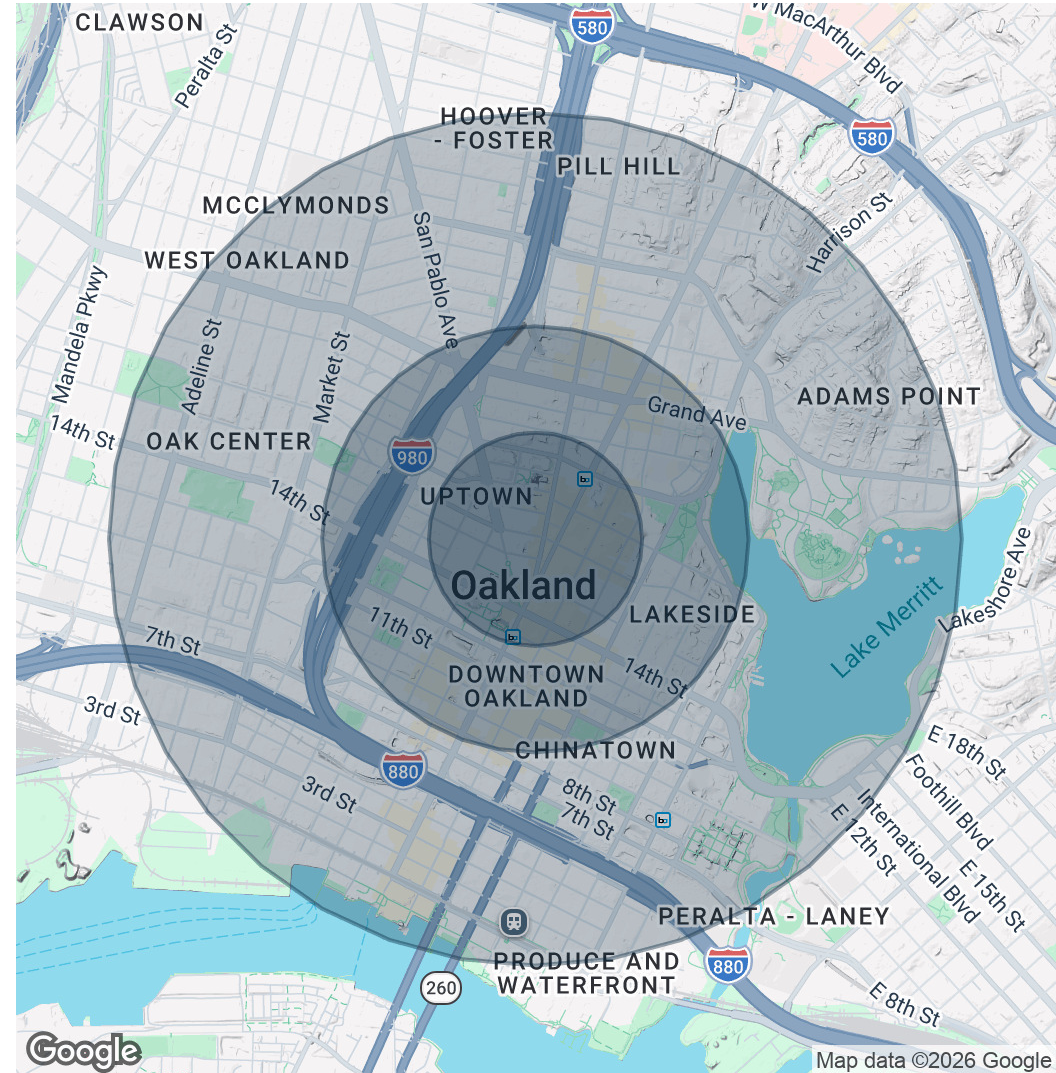 CLAWSON
Peralta St
580
W MacArthur Blvd
HOOVER
- FOSTER
580
PILL HILL
MCCLYMONDS
Harrison St
San Pablo Ave
WEST OAKLAND
Mandela Pkwy
Adeline St
Market St
ADAMS POINT
Grand Ave
14th St
OAK CENTER
980
14th St
UPTOWN
Oakland
Lakeshore Ave
LAKESIDE
Lake Merritt
11th St
7th St
DOWNTOWN
OAKLAND
14th St
3rd St
CHINATOWN
E 18th St
880
3rd St
8th St
7th St
Foothill Blvd
International Blvd
E 12th St
E 15th St
PERALTA - LANEY
PRODUCE AND
WATERFRONT
880
260
E 8th St
Google
Map data ©2026 Google